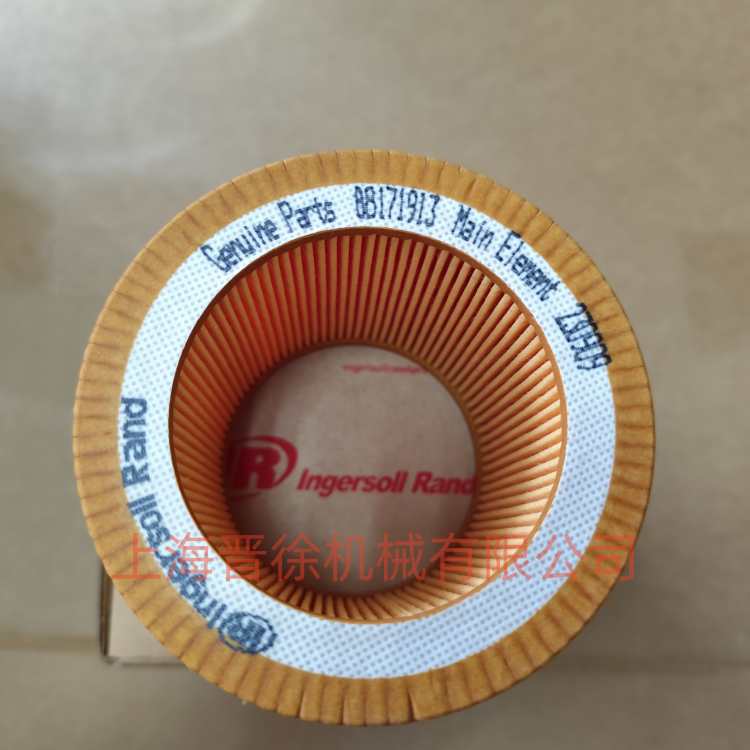 Genuine Parts 88171913 Main Element 230909
Ingersoll Rand
Ingersoll Rand
上海晋徐机械有限公司